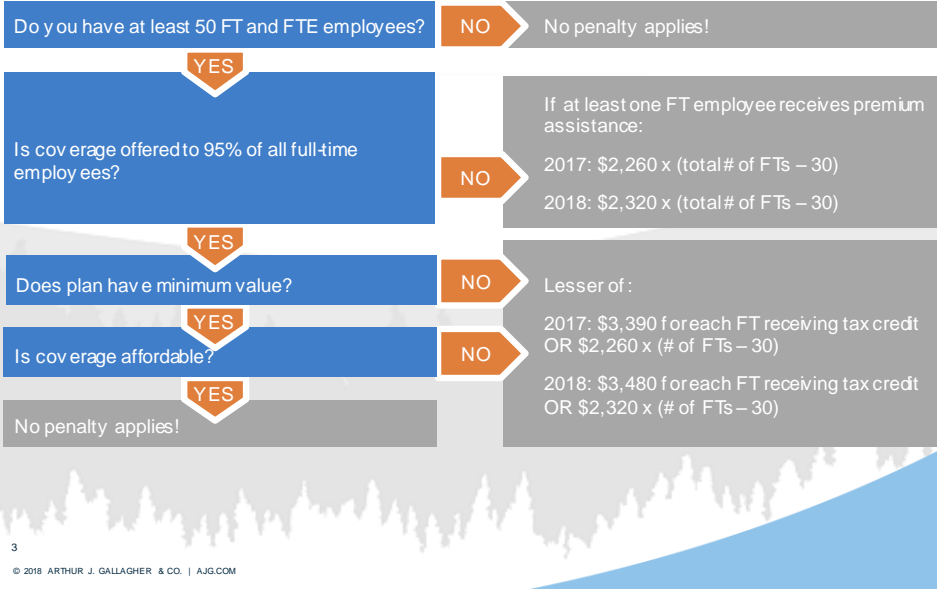 Do you have at least 50 FT and FTE employees?
NO
No penalty applies!
YES
Is coverage offered to 95% of all full-time
employees?
NO
If at least one FT employee receives premium
assistance:
2017: $2,260 x (total # of FTs – 30)
2018: $2,320 x (total # of FTs – 30)
YES
Does plan have minimum value?
NO
Lesser of:
2017: $3,390 for each FT receiving tax credit
OR $2,260 x (# of FTs – 30)
2018: $3,480 for each FT receiving tax credit
OR $2,320 x (# of FTs – 30)
YES
Is coverage affordable?
NO
YES
No penalty applies!
3
© 2018 ARTHUR J. GALLAGHER & CO. | AJG.COM